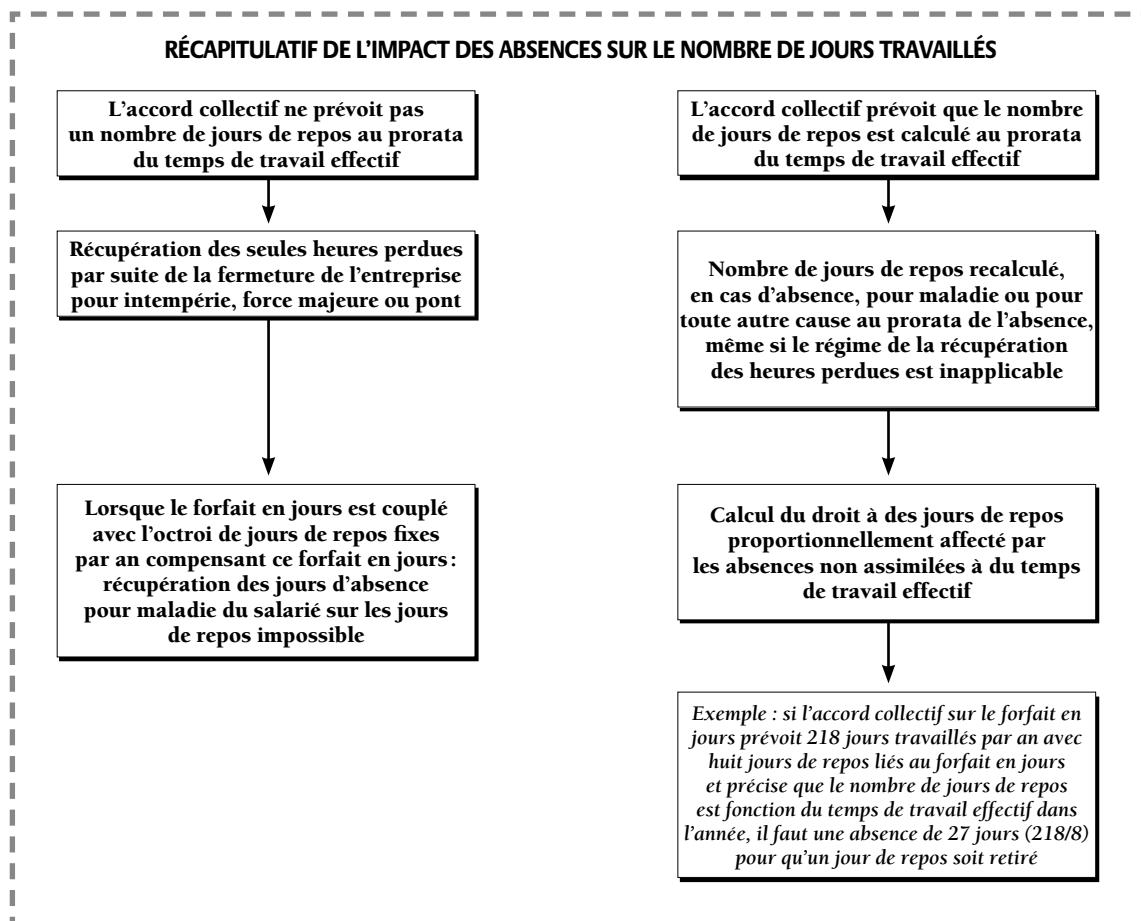 RÉCAPITULATIF DE L’IMPACT DES ABSENCES SUR LE NOMBRE DE JOURS TRAVAILLÉS
L’accord collectif ne prévoit pas
un nombre de jours de repos au prorata
du temps de travail effectif
Récupération des seules heures perdues
par suite de la fermeture de l’entreprise
pour intempérie, force majeure ou pont
Lorsque le forfait en jours est couplé
avec l’octroi de jours de repos fixes
par an compensant ce forfait en jours :
récupération des jours d’absence
pour maladie du salarié sur les jours
de repos impossible
L’accord collectif prévoit que le nombre
de jours de repos est calculé au prorata
du temps de travail effectif
Nombre de jours de repos recalculé,
en cas d’absence, pour maladie ou pour
toute autre cause au prorata de l’absence,
même si le régime de la récupération
des heures perdues est inapplicable
Calcul du droit à des jours de repos
proportionnellement affecté par
les absences non assimilées à du temps
de travail effectif
Exemple : si l’accord collectif sur le forfait en
jours prévoit 218 jours travaillés par an avec
huit jours de repos liés au forfait en jours
et précise que le nombre de jours de repos
est fonction du temps de travail effectif dans
l’année, il faut une absence de 27 jours (218/8)
pour qu’un jour de repos soit retiré